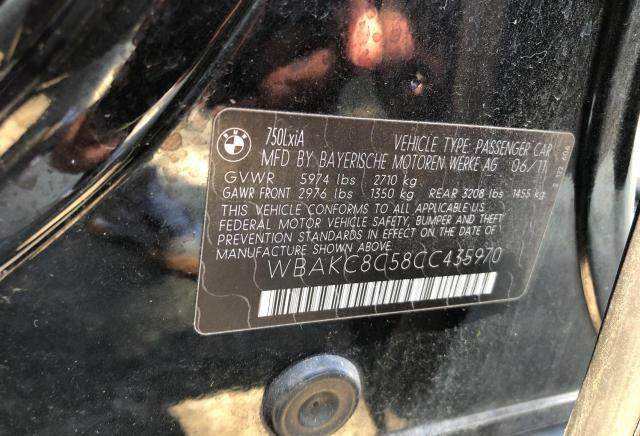 BMW
750LxiA VEHICLE TYPE: PASSENGER CAR
MFD BY BAYERISCHE MOTOREN WERKE AG 06/11
GVWR 5974 lbs 2710 kg
GAWR FRONT 2976 lbs 1350 kg REAR 3208 lbs 1455 kg
THIS VEHICLE CONFORMS TO ALL APPLICABLE U.S.
FEDERAL MOTOR VEHICLE SAFETY, BUMPER AND THEFT
PREVENTION STANDARDS IN EFFECT ON THE DATE OF
MANUFACTURE SHOWN ABOVE.
WBAKC8C58CC435970